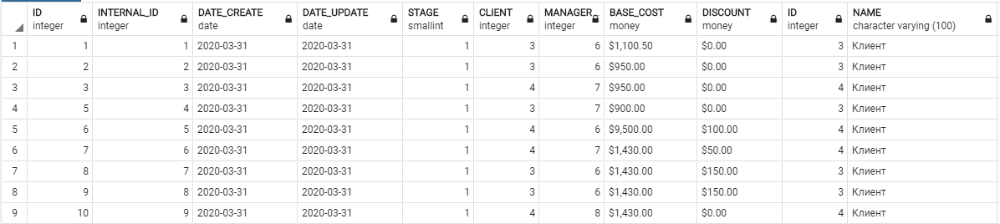 ID INTERNAL_ID DATE_CREATE DATE_UPDATE STAGE CLIENT MANAGER BASE_COST DISCOUNT ID NAME
integer integer date date smallint integer integer money money integer character varying (100)
1 1 1 2020-03-31 2020-03-31 1 3 6 $1,100.50 $0.00 3 Клиент
2 2 2 2020-03-31 2020-03-31 1 3 6 $950.00 $0.00 3 Клиент
3 3 3 2020-03-31 2020-03-31 1 4 7 $950.00 $0.00 4 Клиент
4 5 4 2020-03-31 2020-03-31 1 3 7 $900.00 $0.00 3 Клиент
5 6 5 2020-03-31 2020-03-31 1 4 6 $9,500.00 $100.00 4 Клиент
6 7 6 2020-03-31 2020-03-31 1 4 7 $1,430.00 $50.00 4 Клиент
7 8 7 2020-03-31 2020-03-31 1 3 6 $1,430.00 $150.00 3 Клиент
8 9 8 2020-03-31 2020-03-31 1 3 6 $1,430.00 $150.00 3 Клиент
9 10 9 2020-03-31 2020-03-31 1 4 8 $1,430.00 $0.00 4 Клиент